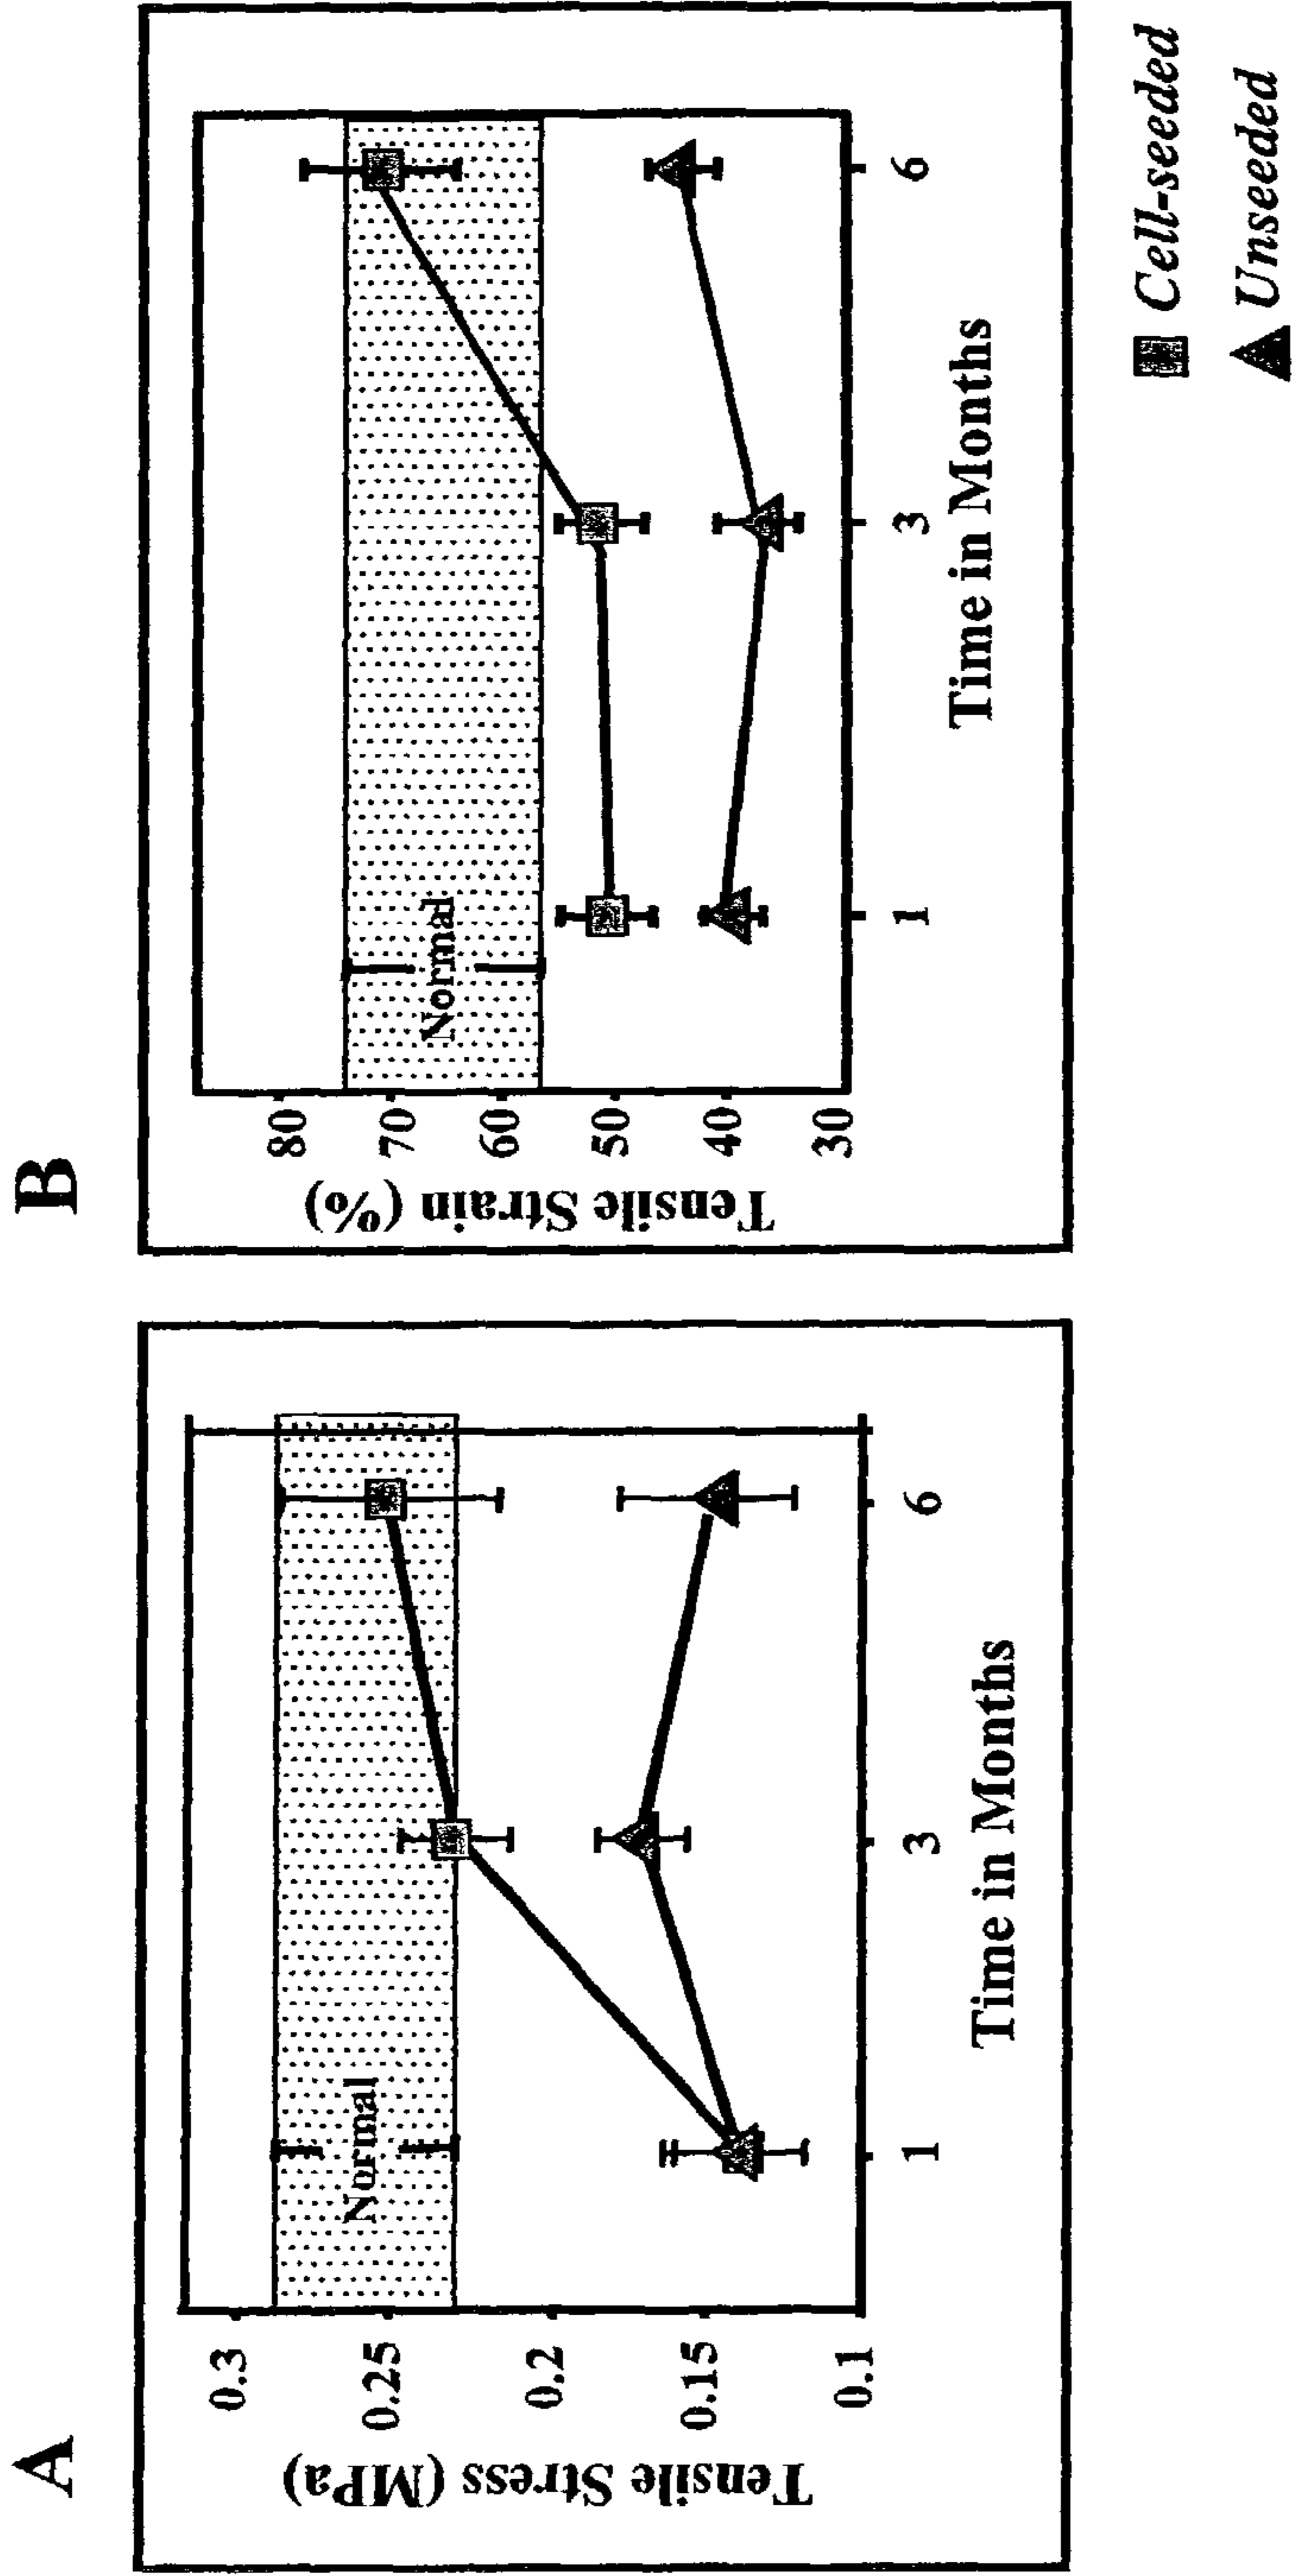 A
Tensile Stress (MPa)
0.3
0.25
0.2
0.15
0.1
Normal
1
3
6
Time in Months
B
Tensile Strain (%)
80
70
60
50
40
30
Normal
1
3
6
Time in Months
Cell-seeded
Unseeded